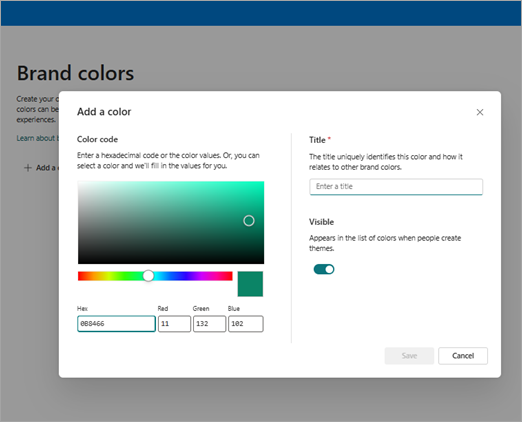 Brand colors
Create your o
colors can be
experiences.
Learn about b
Add a c
Add a color
Color code
Enter a hexadecimal code or the color values. Or, you can
select a color and we'll fill in the values for you.
Hex
Red
Green
Blue
0B8466
11
132
102
Title *
The title uniquely identifies this color and how it
relates to other brand colors.
Enter a title
Visible
Appears in the list of colors when people create
themes.
Save
Cancel